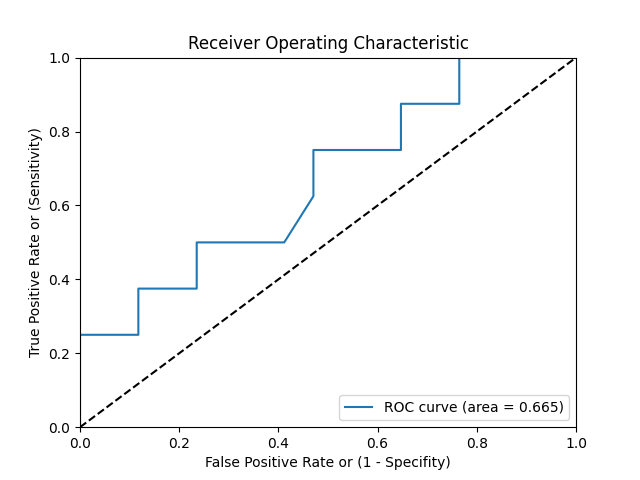 Receiver Operating Characteristic
1.0
0.8
0.6
0.4
0.2
0.0
True Positive Rate or (Sensitivity)
ROC curve (area = 0.665)
0.0 0.2 0.4 0.6 0.8 1.0
False Positive Rate or (1 - Specifity)